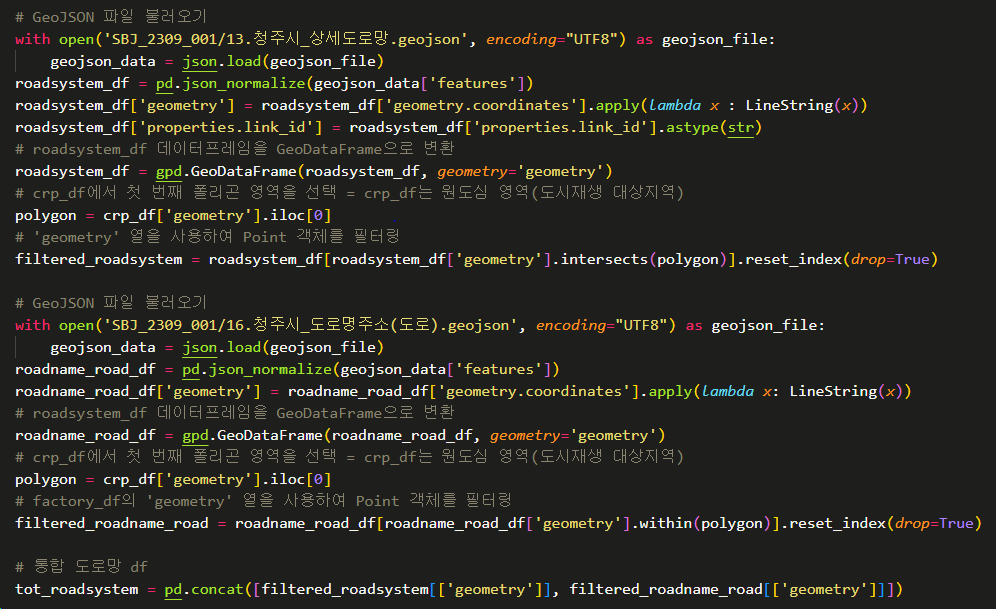 # GeoJSON 파일 불러오기
with open('SBJ_2309_001/13.청주시_상세도로망.geojson', encoding="UTF8") as geojson_file:
    geojson_data = json.load(geojson_file)
roadsystem_df = pd.json_normalize(geojson_data['features'])
roadsystem_df['geometry'] = roadsystem_df['geometry.coordinates'].apply(lambda x : LineString(x))
roadsystem_df['properties.link_id'] = roadsystem_df['properties.link_id'].astype(str)
# roadsystem_df 데이터프레임을 GeoDataFrame으로 변환
roadsystem_df = gpd.GeoDataFrame(roadsystem_df, geometry='geometry')
# crp_df에서 첫 번째 폴리곤 영역을 선택 = crp_df는 원도심 영역(도시재생 대상지역)
polygon = crp_df['geometry'].iloc[0]
# 'geometry' 열을 사용하여 Point 객체를 필터링
filtered_roadsystem = roadsystem_df[roadsystem_df['geometry'].intersects(polygon)].reset_index(drop=True)

# GeoJSON 파일 불러오기
with open('SBJ_2309_001/16.청주시_도로명주소(도로).geojson', encoding="UTF8") as geojson_file:
    geojson_data = json.load(geojson_file)
roadname_road_df = pd.json_normalize(geojson_data['features'])
roadname_road_df['geometry'] = roadname_road_df['geometry.coordinates'].apply(lambda x: LineString(x))
# roadsystem_df 데이터프레임을 GeoDataFrame으로 변환
roadname_road_df = gpd.GeoDataFrame(roadname_road_df, geometry='geometry')
# crp_df에서 첫 번째 폴리곤 영역을 선택 = crp_df는 원도심 영역(도시재생 대상지역)
polygon = crp_df['geometry'].iloc[0]
# factory_df의 'geometry' 열을 사용하여 Point 객체를 필터링
filtered_roadname_road = roadname_road_df[roadname_road_df['geometry'].within(polygon)].reset_index(drop=True)

# 통합 도로망 df
tot_roadsystem = pd.concat([filtered_roadsystem[['geometry']], filtered_roadname_road[['geometry']]])